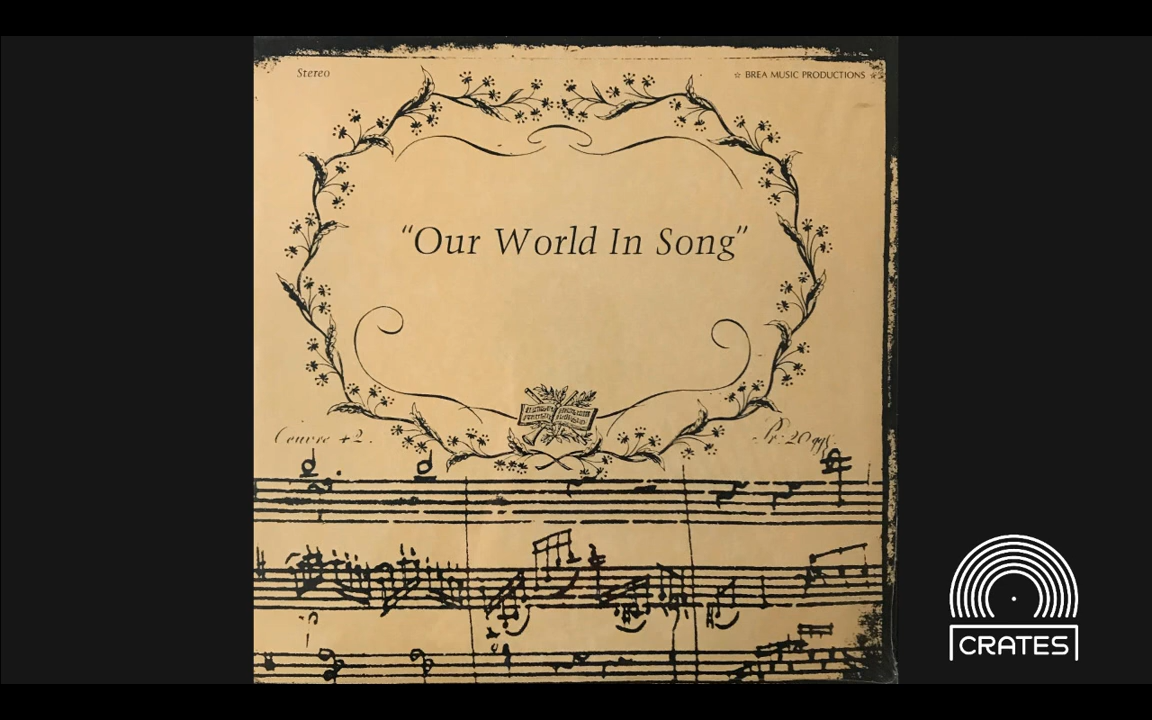 Stereo
☆ BREA MUSIC PRODUCTIONS ☆
“Our World In Song”
Oeuvre 42.
CRATES